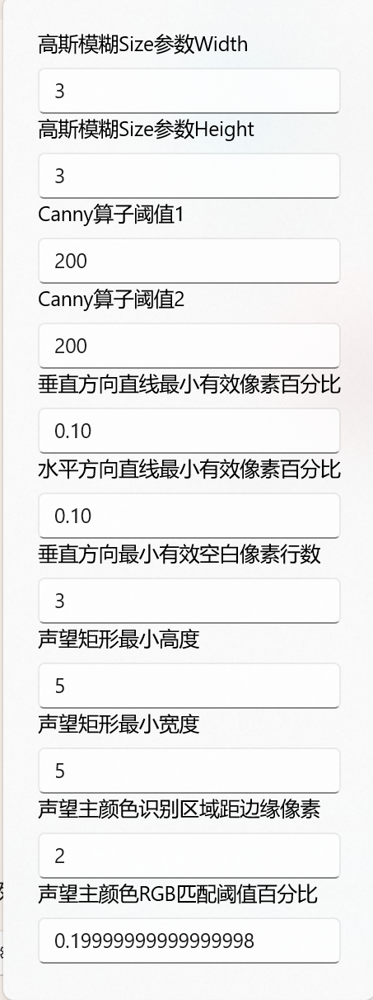 高斯模糊Size参数Width
3
高斯模糊Size参数Height
3
Canny算子阈值1
200
Canny算子阈值2
200
垂直方向直线最小有效像素百分比
0.10
水平方向直线最小有效像素百分比
0.10
垂直方向最小有效空白像素行数
3
声望矩形最小高度
5
声望矩形最小宽度
5
声望主颜色识别区域距边缘像素
2
声望主颜色RGB匹配阈值百分比
0.19999999999999998